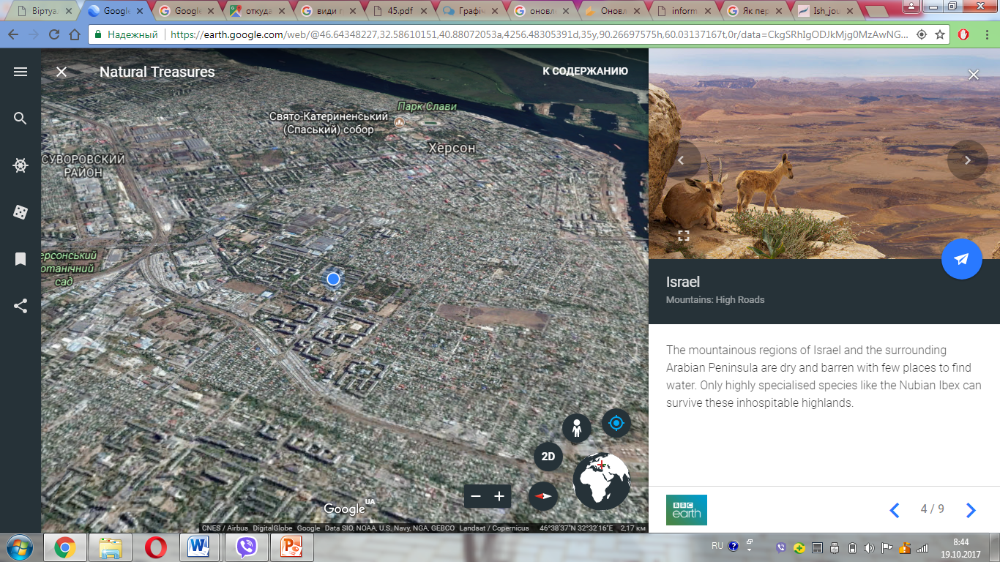 Віртуал
Google
Google
откуда
види г
45.pdf
Графіч
оновл
Оновл
inform
Як пер
Ish_jou
Надежный
https://earth.google.com/web/@46.64348227,32.58610151,40.88072053a,4256.48305391d,35y,90.26697575h,60.03137167t,0r/data=CkgSRhIgODJkMjg0MzAwNG...
Natural Treasures
К СОДЕРЖАНИЮ
Парк Слави
Свято-Катериненський
(Спаський) собор
Херсон
СУВОРОВСКИЙ
РАЙОН
ерсонський
отанічний
сад
2D
Google
UA
CNES / Airbus DigitalGlobe Google Data SIO, NOAA, U.S. Navy, NGA, GEBCO Landsat / Copernicus 46°38'37"N 32°32'16"E 2,17 км
Israel
Mountains: High Roads
The mountainous regions of Israel and the surrounding
Arabian Peninsula are dry and barren with few places to find
water. Only highly specialised species like the Nubian Ibex can
survive these inhospitable highlands.
BBC
earth
4 / 9
RU
8:44
19.10.2017